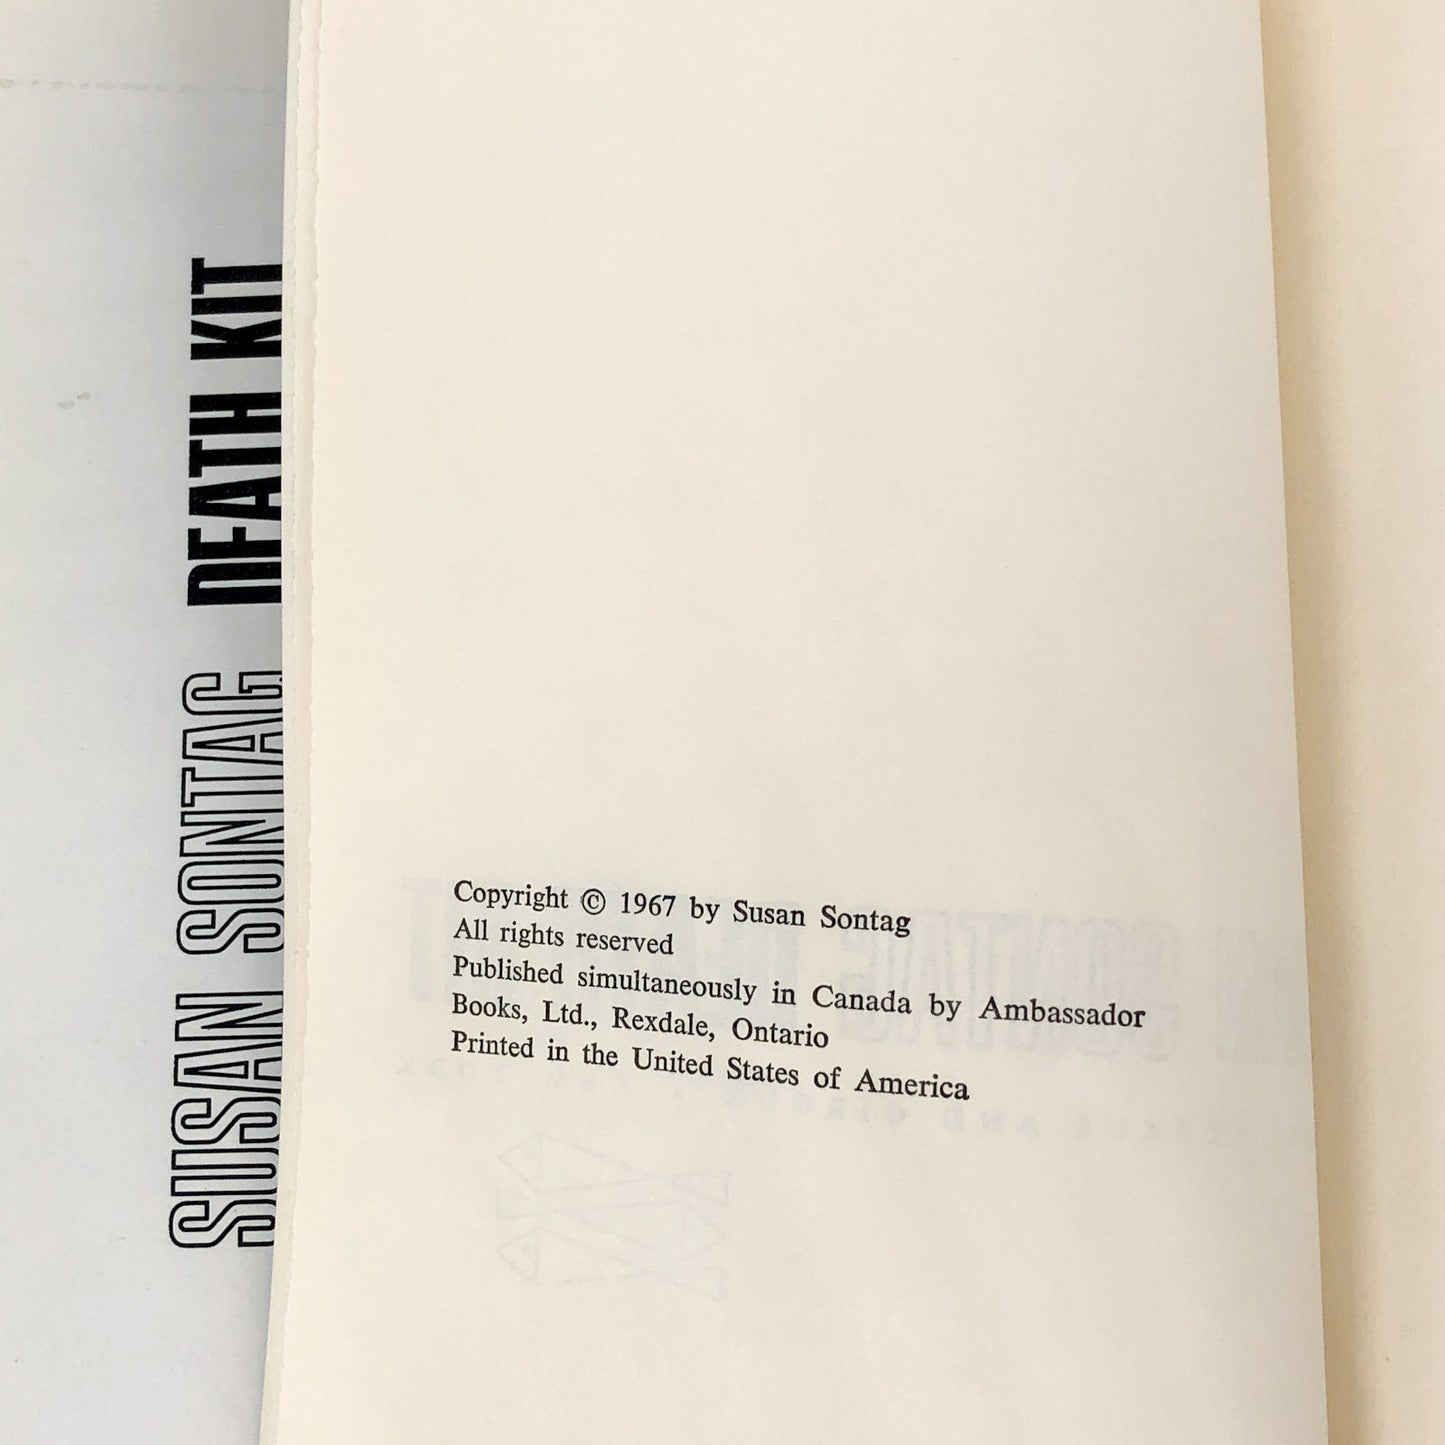 SUSAN SONTAG DEATH KIT
Copyright © 1967 by Susan Sontag
All rights reserved
Published simultaneously in Canada by Ambassador
Books, Ltd., Rexdale, Ontario
Printed in the United States of America